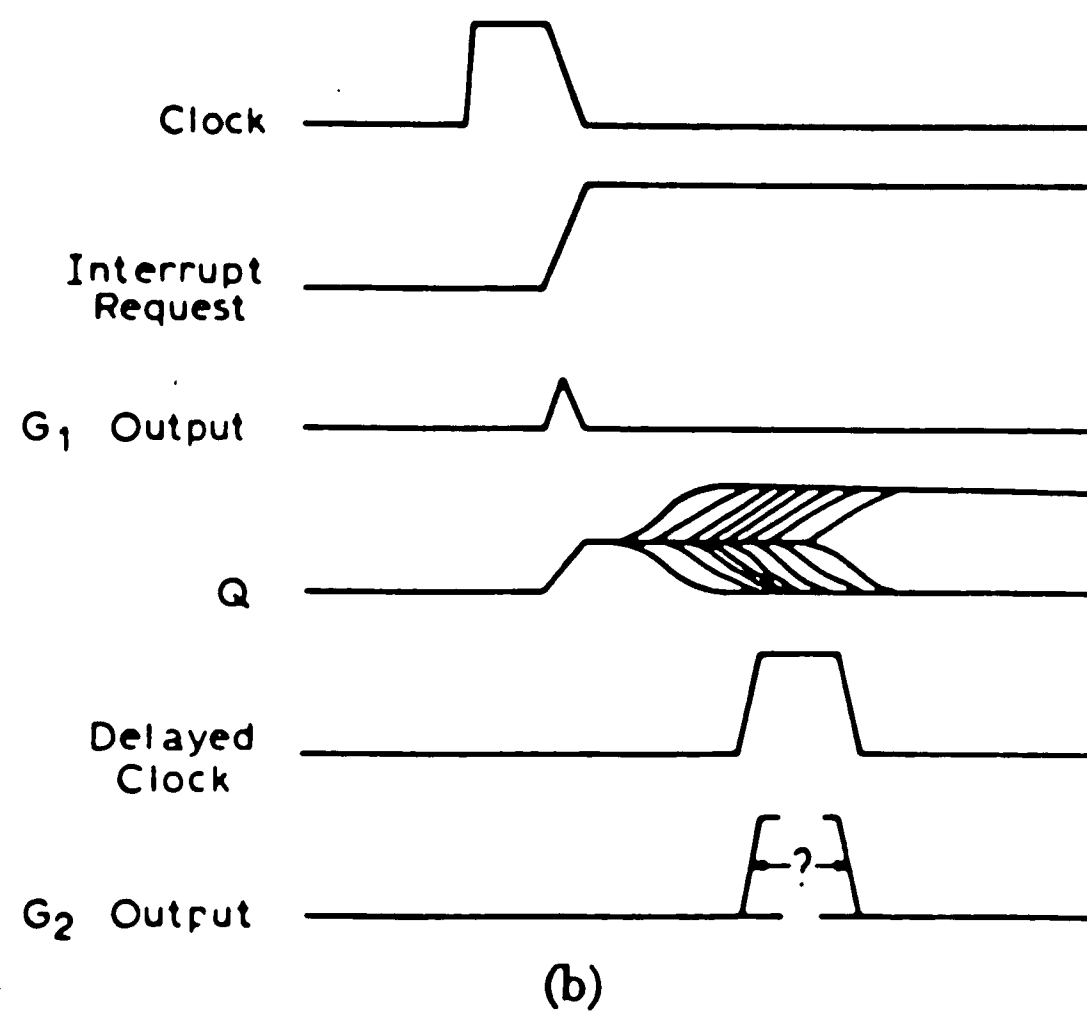 Clock
Interrupt
Request
G1 Output
Q
Delayed
Clock
?
G2 Output
(b)